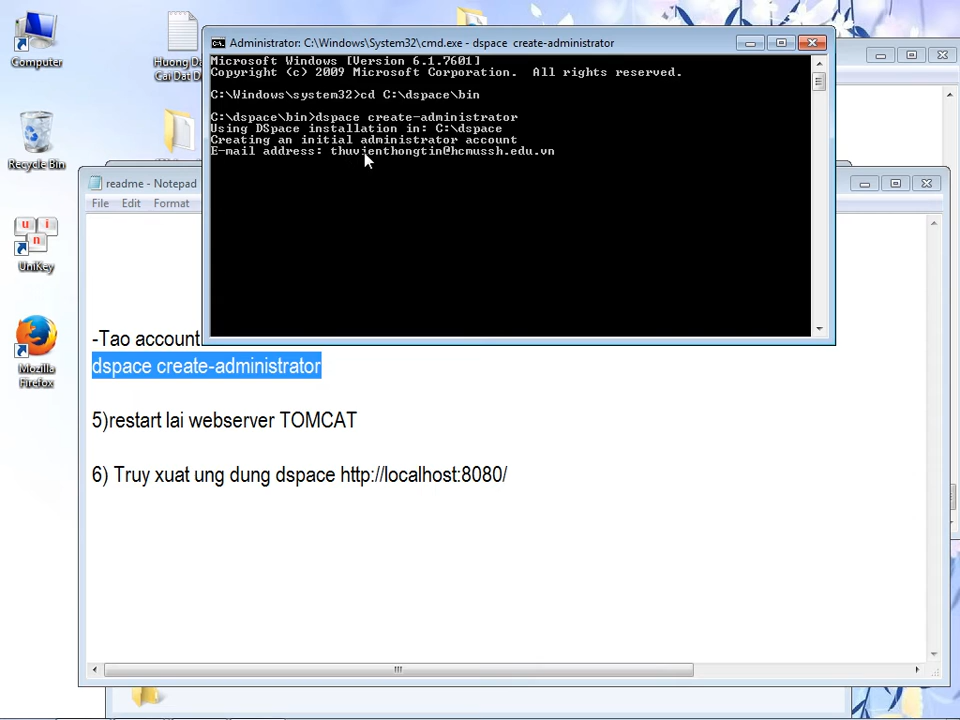 Computer
Huong Da
Cai Dat D
Recycle Bin
UniKey
Mozilla
Firefox
Administrator: C:\Windows\System32\cmd.exe - dspace  create-administrator
Microsoft Windows [Version 6.1.7601]
Copyright (c) 2009 Microsoft Corporation.  All rights reserved.
C:\Windows\system32>cd C:\dspace\bin
C:\dspace\bin>dspace create-administrator
Using DSpace installation in: C:\dspace
Creating an initial administrator account
E-mail address: thuvienthongtin@hcmussh.edu.vn
readme - Notepad
File Edit Format
-Tao account
dspace create-administrator
5)restart lai webserver TOMCAT
6) Truy xuat ung dung dspace http://localhost:8080/